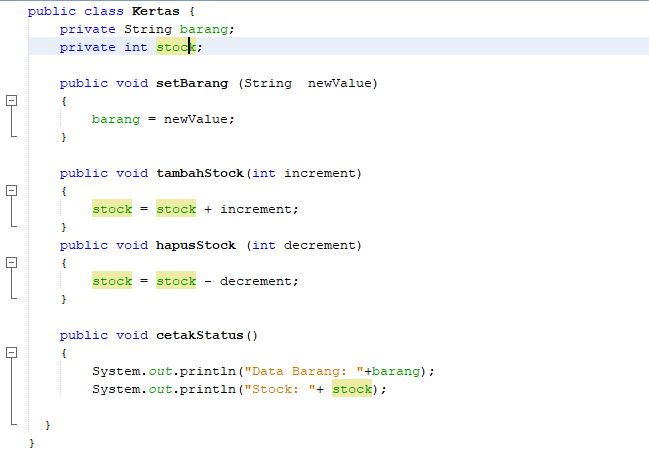 public class Kertas {
private String barang;
private int stock;
public void setBarang (String  newValue)
{
barang = newValue;
}
public void tambahStock(int increment)
{
stock = stock + increment;
}
public void hapusStock (int decrement)
{
stock = stock - decrement;
}
public void cetakStatus()
{
System.out.println("Data Barang: "+barang);
System.out.println("Stock: "+ stock);
}
}